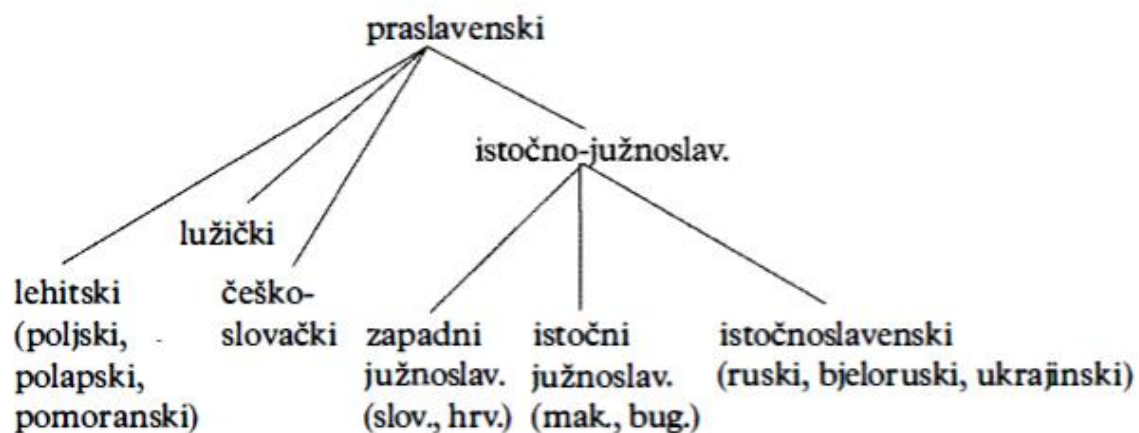 praslavenski
istočno-južnoslav.
lužički
lehitski
(poljski,
polapski,
pomoranski)
češko-
slovački
zapadni
južnoslav.
(slov., hrv.)
istočni
južnoslav.
(mak., bug.)
istočnoslavenski
(ruski, bjeloruski, ukrajinski)